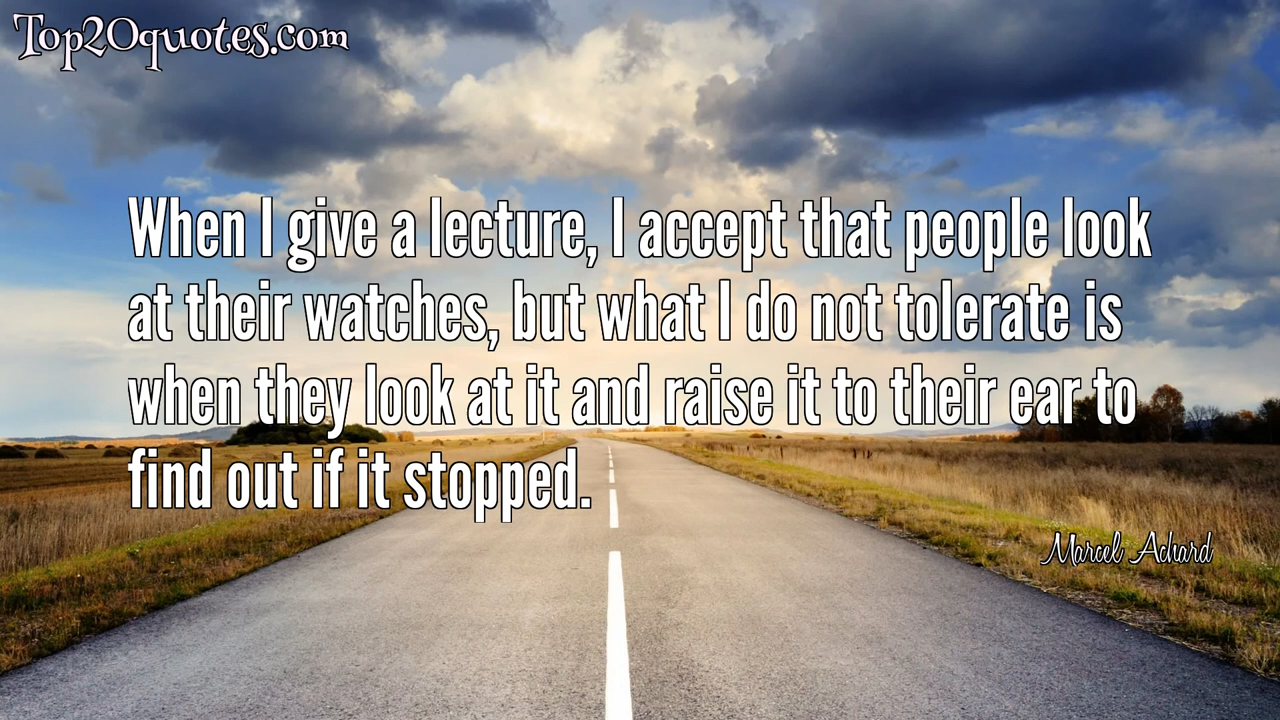 Top20quotes.com
When I give a lecture, I accept that people look
at their watches, but what I do not tolerate is
when they look at it and raise it to their ear to
find out if it stopped.
Marcel Achard